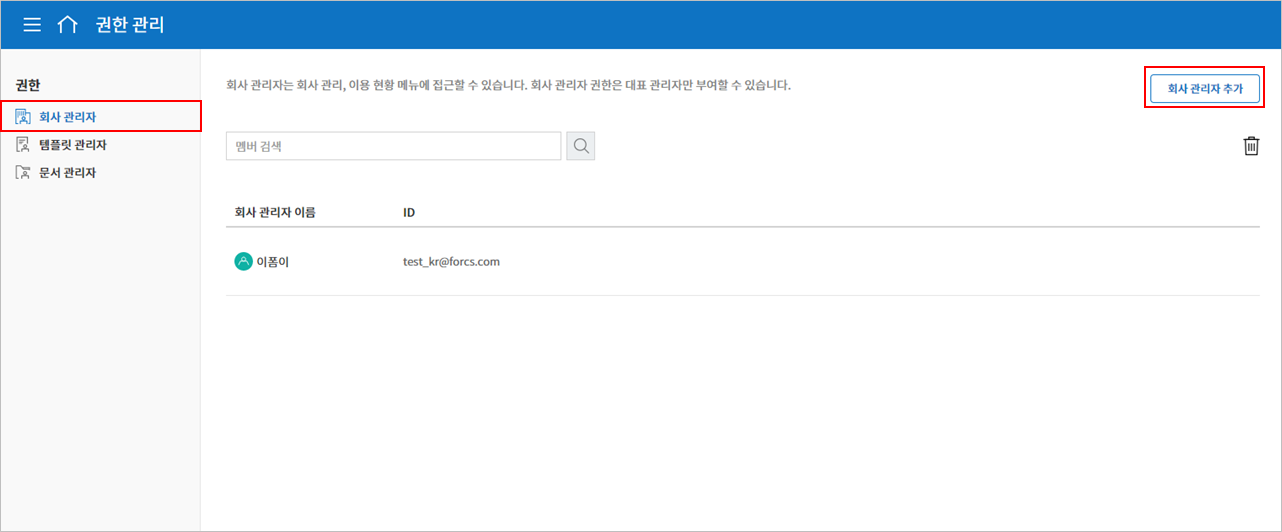 권한 관리
권한
회사 관리자
템플릿 관리자
문서 관리자
회사 관리자는 회사 관리, 이용 현황 메뉴에 접근할 수 있습니다. 회사 관리자 권한은 대표 관리자만 부여할 수 있습니다.
회사 관리자 추가
멤버 검색
회사 관리자 이름 ID
이폼이 test_kr@forcs.com